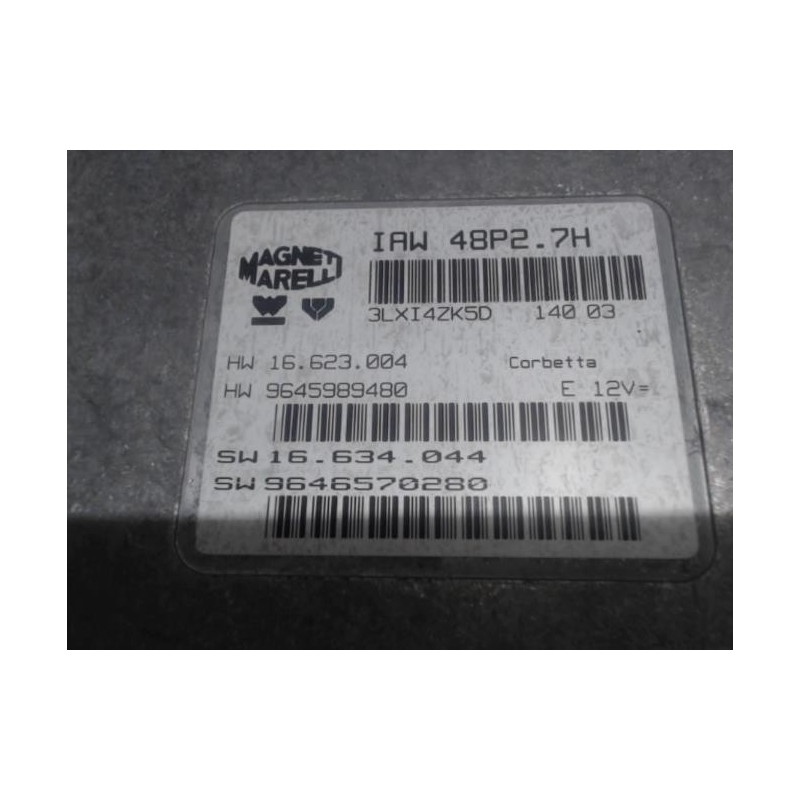 IAW 48P2.7H
MAGNETI
MARELLI
3LXI4ZK5D 140 03
HW 16.623.004 Corbetta
HW 9645989480 E 12V=
SW 16.634.044
SW 9646570280